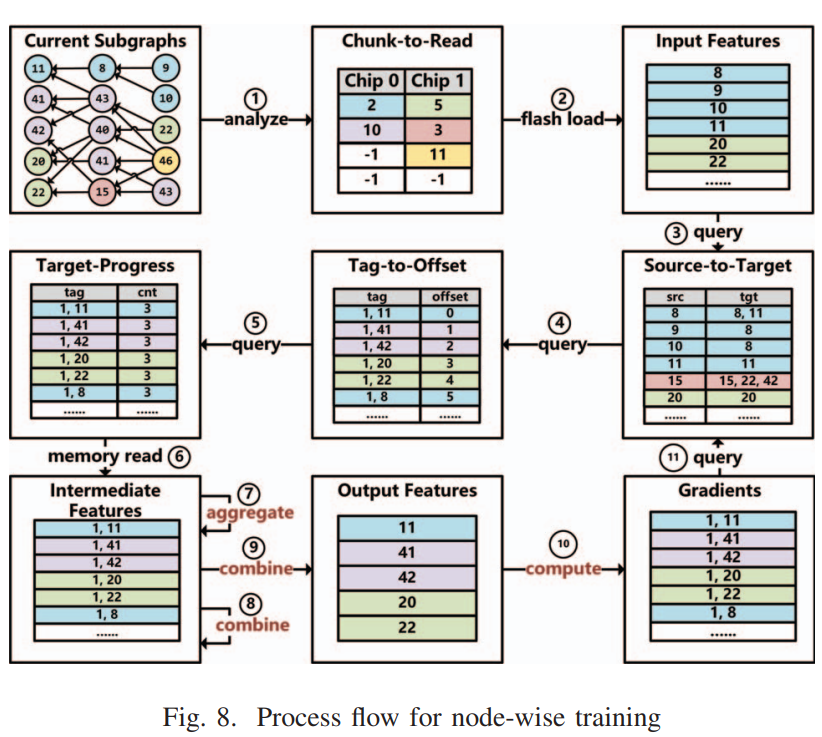 Current Subgraphs
11 8 9
41 43 10
42 40 22
20 41 46
22 15 43
1
analyze
Chunk-to-Read
Chip 0 Chip 1
2 5
10 3
-1 11
-1 -1
2
flash load
Input Features
8
9
10
11
20
22
......
3 query
Target-Progress
tag cnt
1, 11 3
1, 41 3
1, 42 3
1, 20 3
1, 22 3
1, 8 3
...... ......
5
query
Tag-to-Offset
tag offset
1, 11 0
1, 41 1
1, 42 2
1, 20 3
1, 22 4
1, 8 5
...... ......
4
query
Source-to-Target
src tgt
8 8, 11
9 8
10 8
11 11
15 15, 22, 42
20 20
...... ......
memory read 6
11 query
Intermediate
Features
1, 11
1, 41
1, 42
1, 20
1, 22
1, 8
......
7
aggregate
9
combine
8
combine
Output Features
11
41
42
20
22
10
compute
Gradients
1, 11
1, 41
1, 42
1, 20
1, 22
1, 8
......
Fig. 8. Process flow for node-wise training